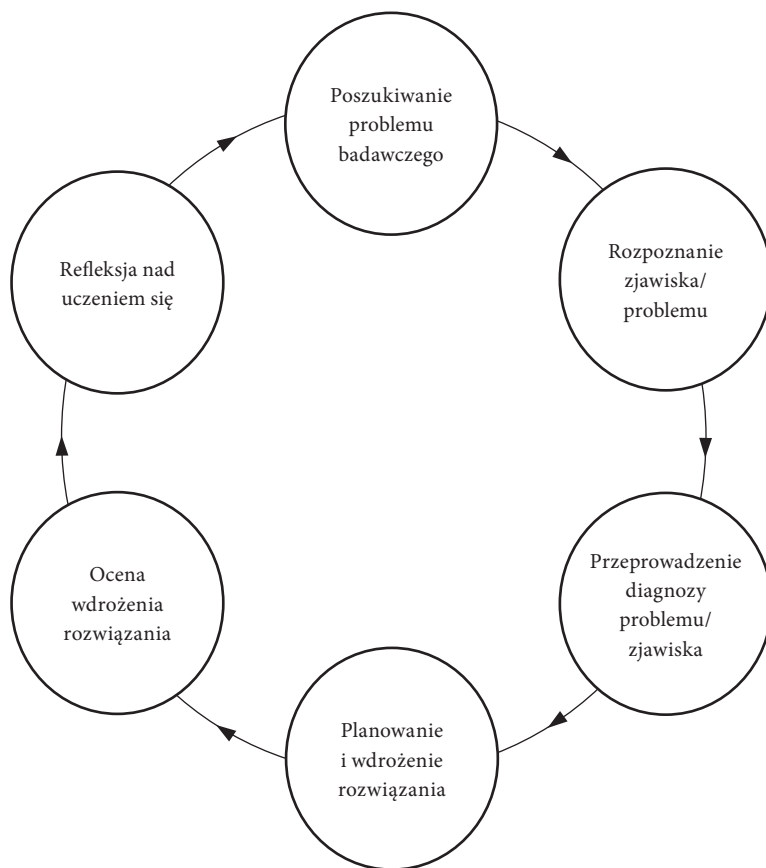 Poszukiwanie
problemu
badawczego
Rozpoznanie
zjawiska/
problemu
Przeprowadzenie
diagnozy
problemu/
zjawiska
Planowanie
i wdrożenie
rozwiązania
Ocena
wdrożenia
rozwiązania
Refleksja nad
uczeniem się